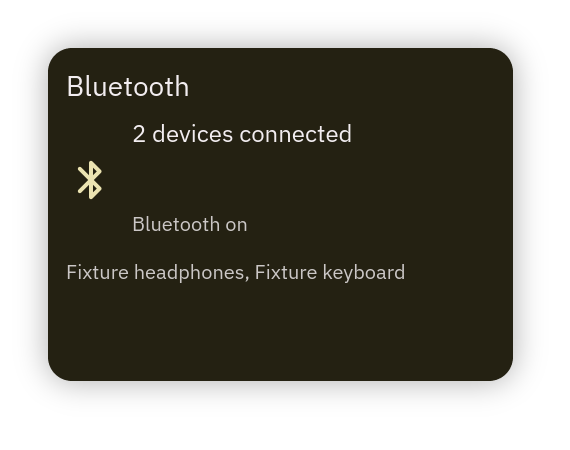 Bluetooth
2 devices connected
Bluetooth on
Fixture headphones, Fixture keyboard